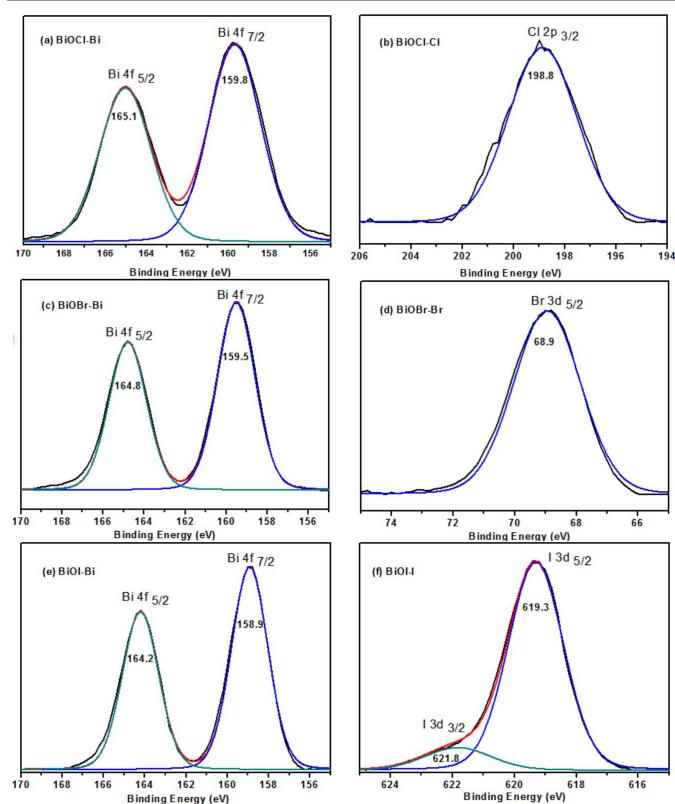 (a) BiOCl-Bi
Bi 4f 5/2
165.1
Bi 4f 7/2
159.8
170 168 166 164 162 160 158 156
Binding Energy (eV)
(b) BiOCl-Cl
Cl 2p 3/2
198.8
206 204 202 200 198 196 194
Binding Energy (eV)
(c) BiOBr-Bi
Bi 4f 5/2
164.8
Bi 4f 7/2
159.5
170 168 166 164 162 160 158 156
Binding Energy (eV)
(d) BiOBr-Br
Br 3d 5/2
68.9
74 72 70 68 66
Binding Energy (eV)
(e) BiOI-Bi
Bi 4f 5/2
164.2
Bi 4f 7/2
158.9
170 168 166 164 162 160 158 156
Binding Energy (eV)
(f) BiOI-I
I 3d 5/2
619.3
I 3d 3/2
621.8
624 622 620 618 616
Binding Energy (eV)